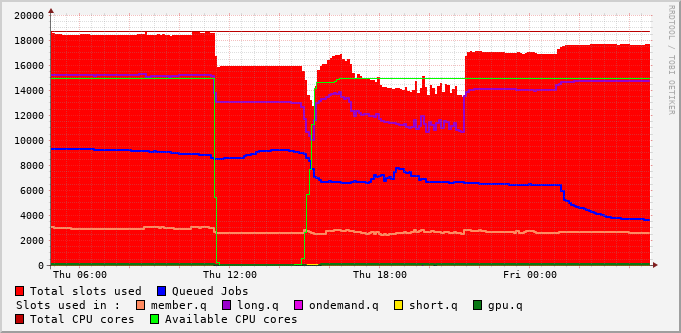 RRDTOOL / TOBI OETIKER
20000
18000
16000
14000
12000
10000
8000
6000
4000
2000
0
Thu 06:00 Thu 12:00 Thu 18:00 Fri 00:00
Total slots used Queued Jobs
Slots used in : member.q long.q ondemand.q short.q gpu.q
Total CPU cores Available CPU cores